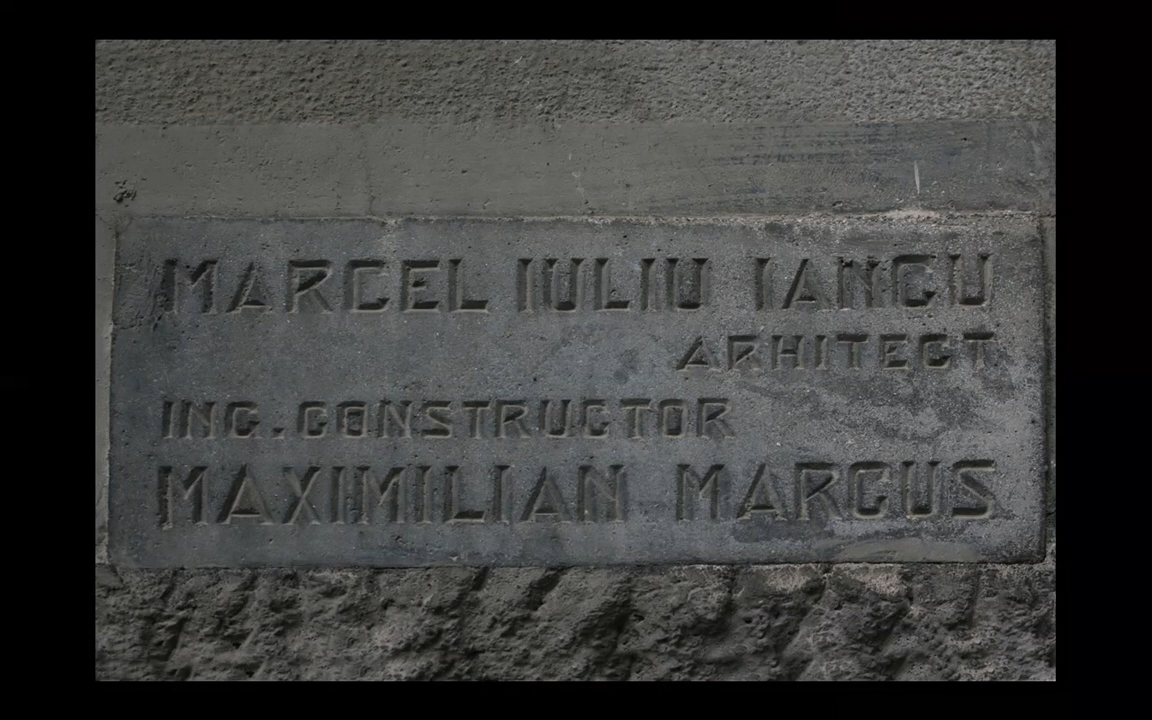 MARCEL IULIU IANCU
ARHITECT
ING. CONSTRUCTOR
MAXIMILIAN MARCUS